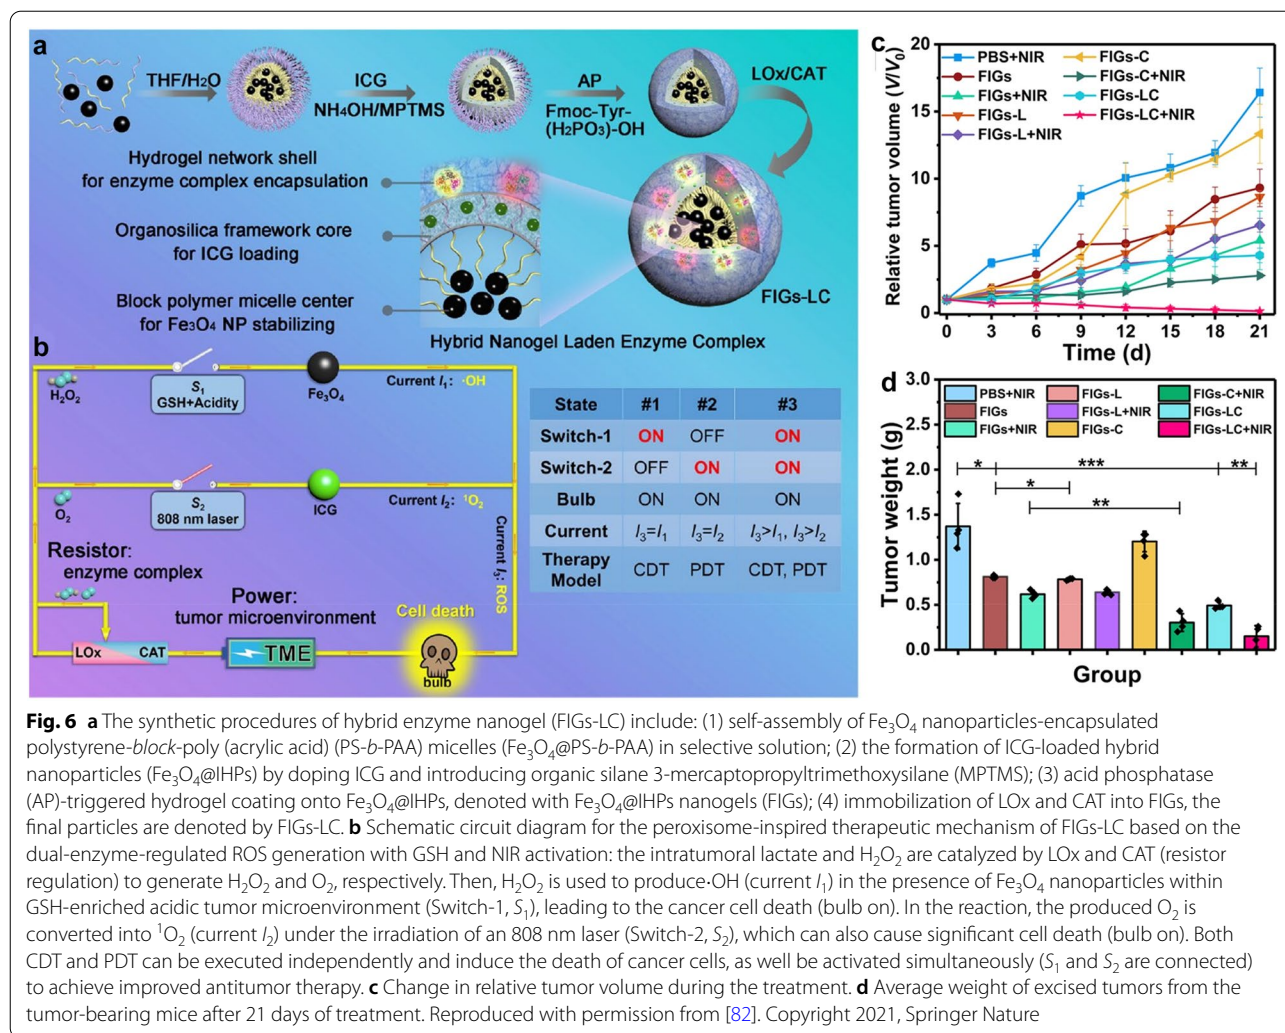 a
THF/H₂O
ICG
NH₄OH/MPTMS
AP
Fmoc-Tyr-
(H₂PO₃)-OH
LOx/CAT
Hydrogel network shell
for enzyme complex encapsulation
Organosilica framework core
for ICG loading
Block polymer micelle center
for Fe₃O₄ NP stabilizing
FIGs-LC
Hybrid Nanogel Laden Enzyme Complex
b
H₂O₂
S₁
GSH+Acidity
Fe₃O₄
Current I₁: ·OH
O₂
S₂
808 nm laser
ICG
Current I₂: ¹O₂
Current I₃: ROS
Resistor:
enzyme complex
Power:
tumor microenvironment
Cell death
LOx CAT
TME
bulb
State #1 #2 #3
Switch-1 ON OFF ON
Switch-2 OFF ON ON
Bulb ON ON ON
Current I₃=I₁ I₃=I₂ I₃>I₁, I₃>I₂
Therapy
Model CDT PDT CDT, PDT
c
Relative tumor volume (V/V₀)
20
15
10
5
0
PBS+NIR
FIGs
FIGs+NIR
FIGs-L
FIGs-L+NIR
FIGs-C
FIGs-C+NIR
FIGs-LC
FIGs-LC+NIR
0 3 6 9 12 15 18 21
Time (d)
d
Tumor weight (g)
3.0
2.5
2.0
1.5
1.0
0.5
0.0
PBS+NIR FIGs-L FIGs-C+NIR
FIGs FIGs-L+NIR FIGs-LC
FIGs+NIR FIGs-C FIGs-LC+NIR
* *** **
*
**
Group
Fig. 6 a The synthetic procedures of hybrid enzyme nanogel (FIGs-LC) include: (1) self-assembly of Fe₃O₄ nanoparticles-encapsulated
polystyrene-block-poly (acrylic acid) (PS-b-PAA) micelles (Fe₃O₄@PS-b-PAA) in selective solution; (2) the formation of ICG-loaded hybrid
nanoparticles (Fe₃O₄@IHPs) by doping ICG and introducing organic silane 3-mercaptopropyltrimethoxysilane (MPTMS); (3) acid phosphatase
(AP)-triggered hydrogel coating onto Fe₃O₄@IHPs, denoted with Fe₃O₄@IHPs nanogels (FIGs); (4) immobilization of LOx and CAT into FIGs, the
final particles are denoted by FIGs-LC. b Schematic circuit diagram for the peroxisome-inspired therapeutic mechanism of FIGs-LC based on the
dual-enzyme-regulated ROS generation with GSH and NIR activation: the intratumoral lactate and H₂O₂ are catalyzed by LOx and CAT (resistor
regulation) to generate H₂O₂ and O₂, respectively. Then, H₂O₂ is used to produce·OH (current I₁) in the presence of Fe₃O₄ nanoparticles within
GSH-enriched acidic tumor microenvironment (Switch-1, S₁), leading to the cancer cell death (bulb on). In the reaction, the produced O₂ is
converted into ¹O₂ (current I₂) under the irradiation of an 808 nm laser (Switch-2, S₂), which can also cause significant cell death (bulb on). Both
CDT and PDT can be executed independently and induce the death of cancer cells, as well be activated simultaneously (S₁ and S₂ are connected)
to achieve improved antitumor therapy. c Change in relative tumor volume during the treatment. d Average weight of excised tumors from the
tumor-bearing mice after 21 days of treatment. Reproduced with permission from [82]. Copyright 2021, Springer Nature